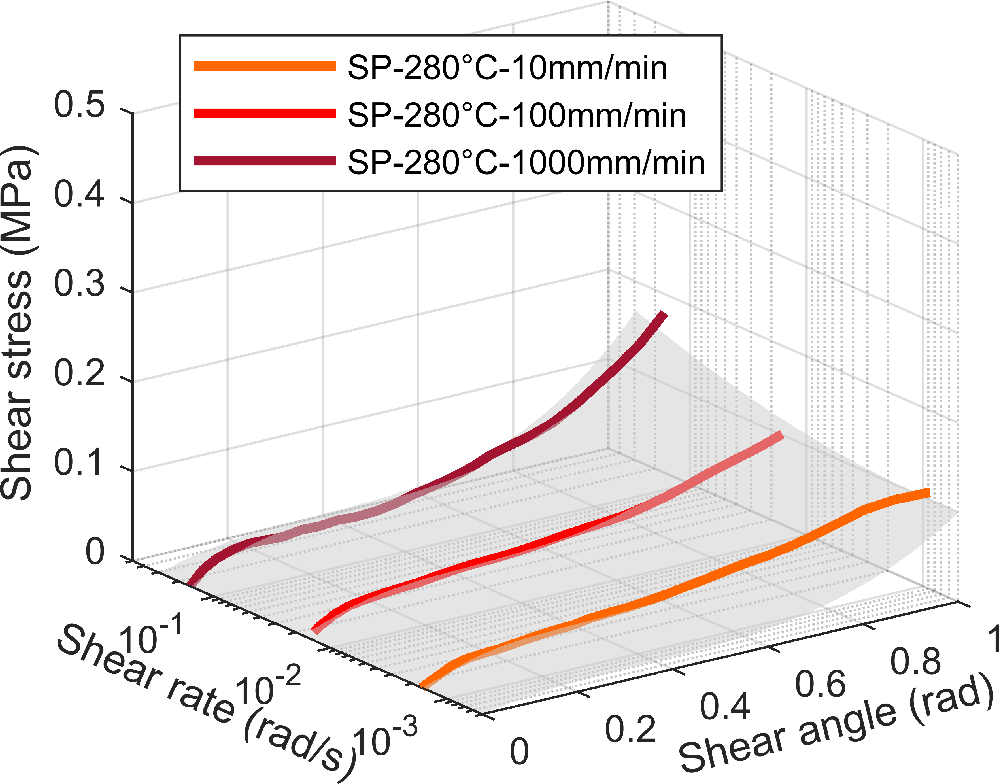 SP-280°C-10mm/min
SP-280°C-100mm/min
SP-280°C-1000mm/min
Shear stress (MPa)
0.5
0.4
0.3
0.2
0.1
0
Shear rate (rad/s)
10-1
10-2
10-3
Shear angle (rad)
0
0.2
0.4
0.6
0.8
1